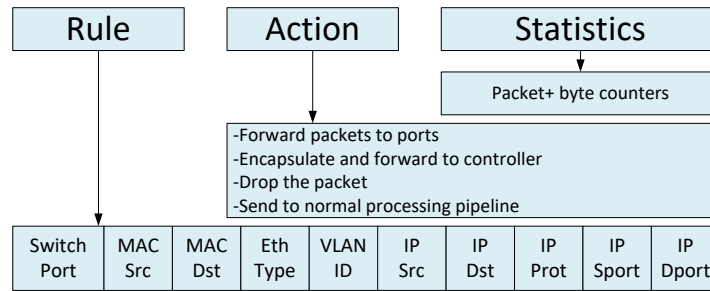 Rule Action Statistics
Packet+ byte counters
-Forward packets to ports
-Encapsulate and forward to controller
-Drop the packet
-Send to normal processing pipeline
Switch Port
MAC Src
MAC Dst
Eth Type
VLAN ID
IP Src
IP Dst
IP Prot
IP Sport
IP Dport